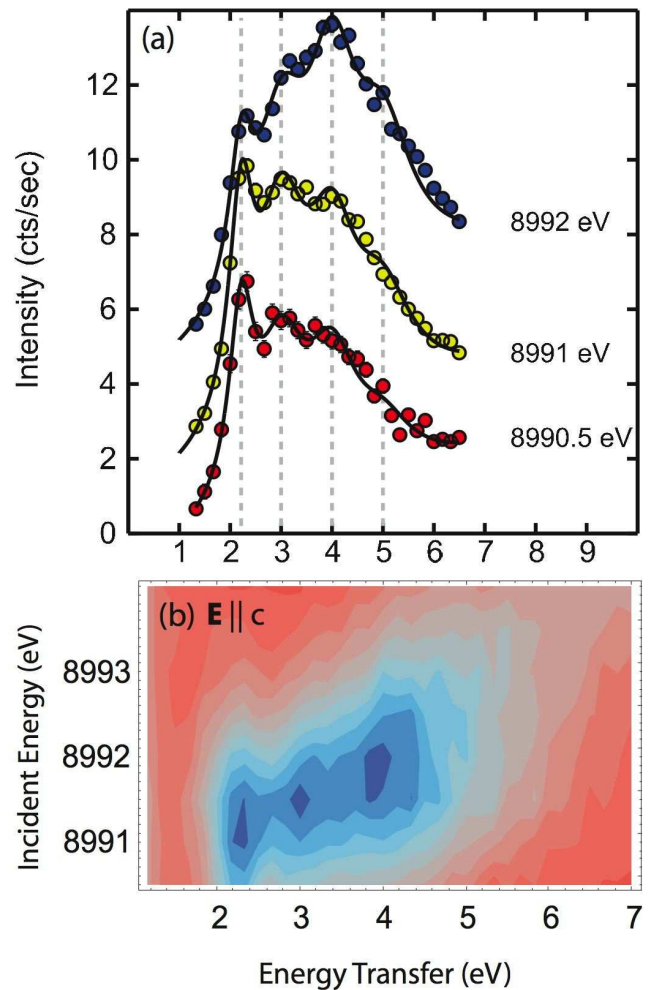 (a)
Intensity (cts/sec)
12
10
8
6
4
2
0
8992 eV
8991 eV
8990.5 eV
1 2 3 4 5 6 7 8 9
(b) E || c
Incident Energy (eV)
8993
8992
8991
2 3 4 5 6 7
Energy Transfer (eV)